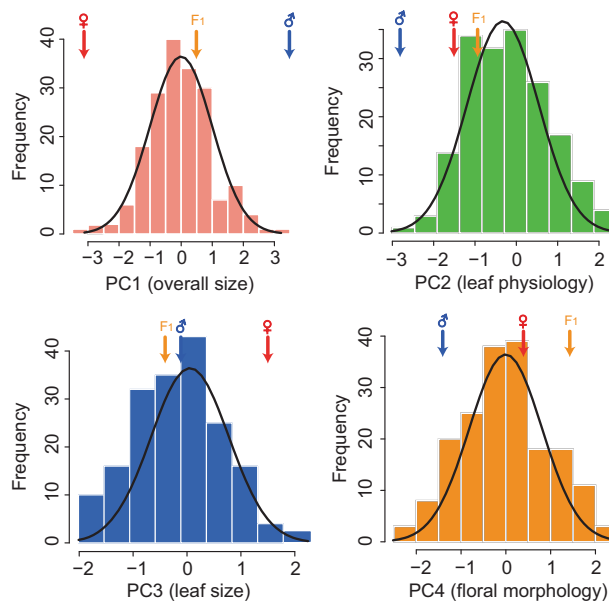 ♀ F1 ♂
Frequency
40
30
20
10
0
−3 −2 −1 0 1 2 3
PC1 (overall size)
♂ ♀ F1
Frequency
40
30
20
10
0
−3 −2 −1 0 1 2
PC2 (leaf physiology)
F1 ♂ ♀
Frequency
40
30
20
10
0
−2 −1 0 1 2
PC3 (leaf size)
♂ ♀ F1
Frequency
40
30
20
10
0
−2 −1 0 1 2
PC4 (floral morphology)